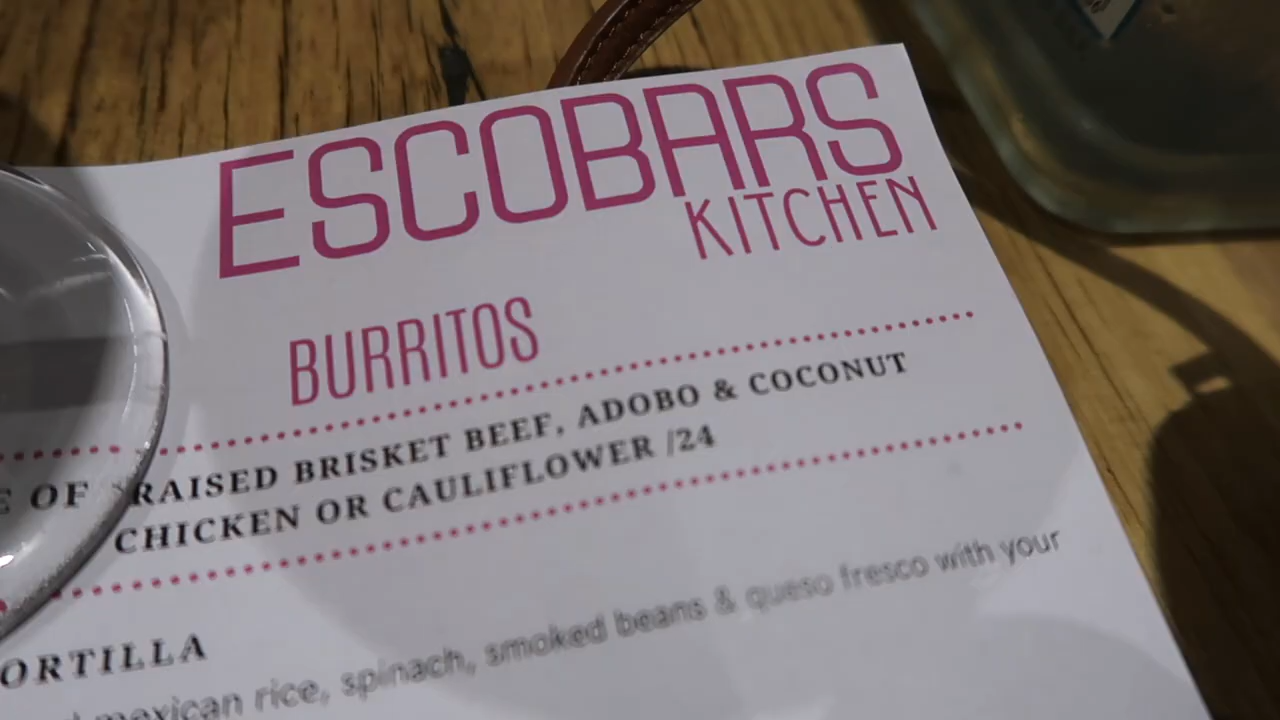 ESCOBARS
KITCHEN
BURRITOS
OF BRAISED BRISKET BEEF, ADOBO & COCONUT
CHICKEN OR CAULIFLOWER /24
ORTILLA
mexican rice, spinach, smoked beans & queso fresco with your